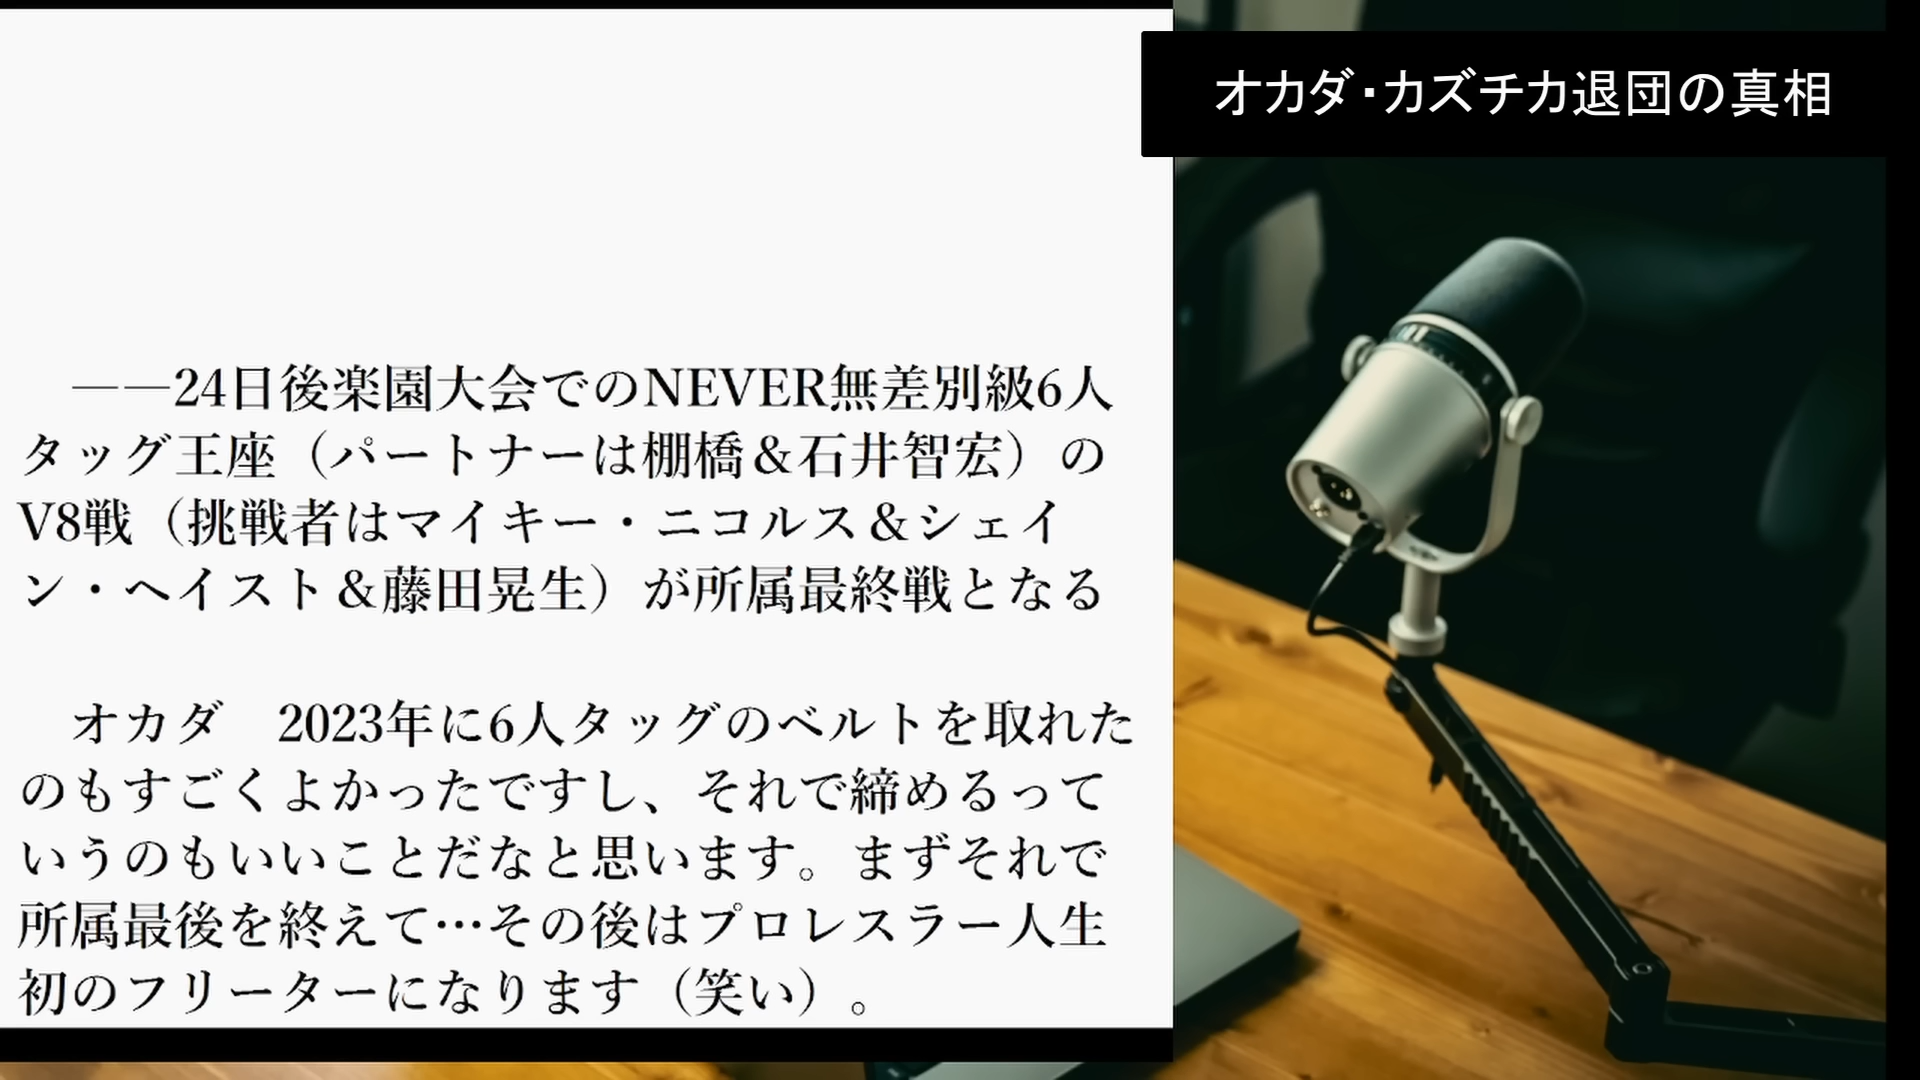 オカダ・カズチカ退団の真相
――24日後楽園大会でのNEVER無差別級6人
タッグ王座（パートナーは棚橋＆石井智宏）の
V8戦（挑戦者はマイキー・ニコルス＆シェイ
ン・ヘイスト＆藤田晃生）が所属最終戦となる
オカダ　2023年に6人タッグのベルトを取れた
のもすごくよかったですし、それで締めるって
いうのもいいことだなと思います。まずそれで
所属最後を終えて…その後はプロレスラー人生
初のフリーターになります（笑い）。